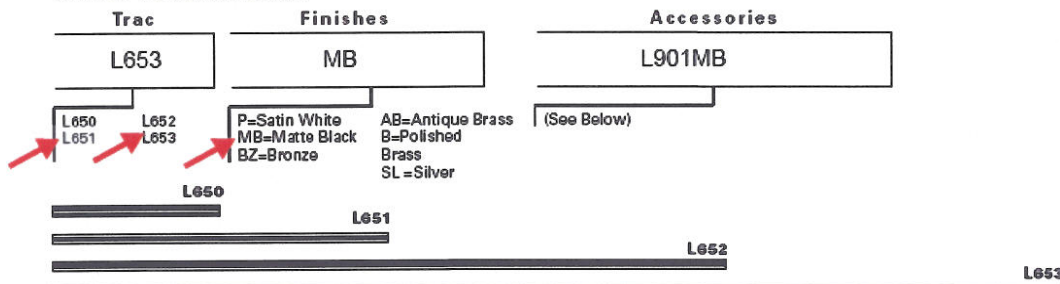 Trac Finishes Accessories
L653 MB L901MB
L650 L652 P=Satin White AB=Antique Brass (See Below)
L651 L653 MB=Matte Black B=Polished
BZ=Bronze Brass
SL=Silver
L650
L651
L652
L653